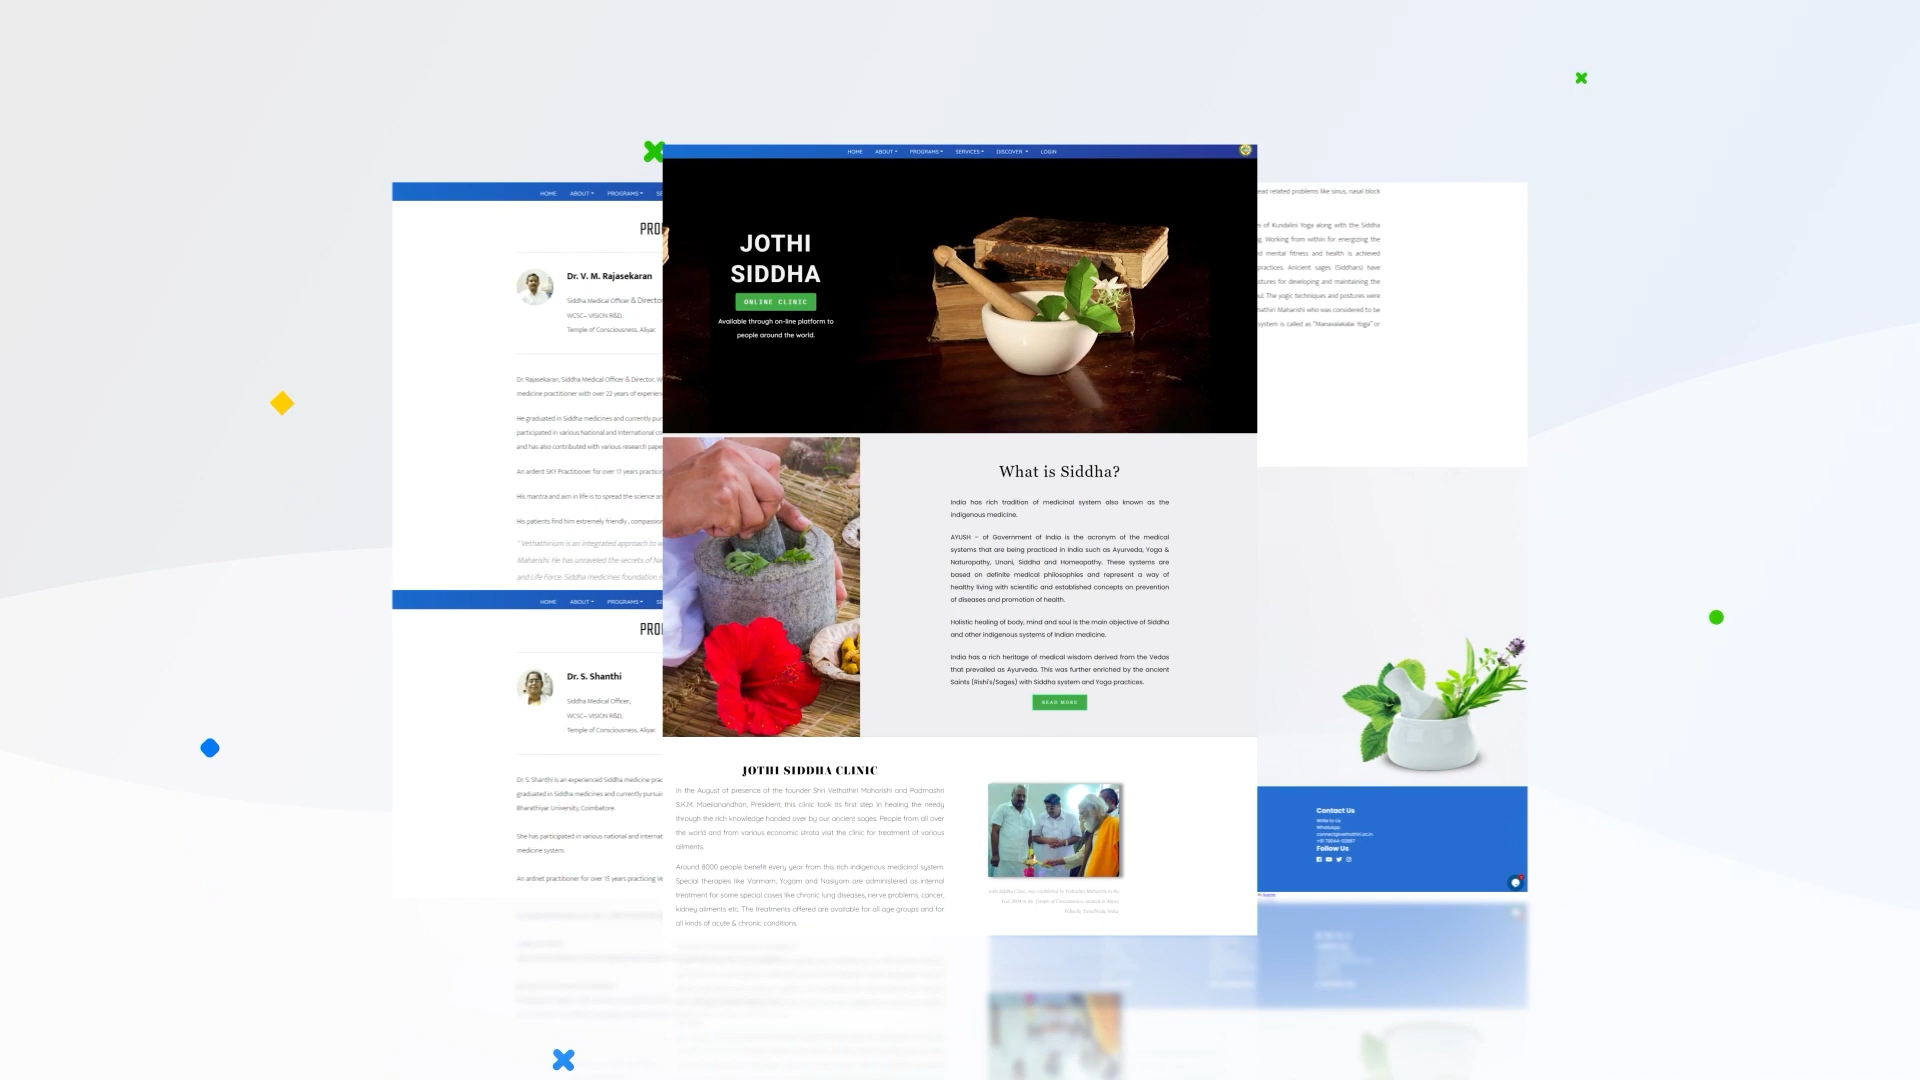 HOME ABOUT PROGRAMS SERVICES DISCOVER LOGIN
JOTHI
SIDDHA
ONLINE CLINIC
Available through on-line platform to
people around the world.
What is Siddha?
India has rich tradition of medicinal system also known as the
indigenous medicine.
AYUSH – of Government of India is the acronym of the medical
systems that are being practiced in India such as Ayurveda, Yoga &
Naturopathy, Unani, Siddha and Homeopathy. These systems are
based on definite medical philosophies and represent a way of
healthy living with scientific and established concepts on prevention
of diseases and promotion of health.
Holistic healing of body, mind and soul is the main objective of Siddha
and other indigenous systems of Indian medicine.
India has a rich heritage of medical wisdom derived from the Vedas
that prevailed as Ayurveda. This was further enriched by the ancient
Saints (Rishi's/Sages) with Siddha system and Yoga practices.
READ MORE
JOTHI SIDDHA CLINIC
In the August of presence of the founder Shri Vethathiri Maharishi and Padmashri
S.K.M. Maeilanandhan, President, this clinic took its first step in healing the needy
through the rich knowledge handed over by our ancient sages. People from all over
the world and from various economic strata visit the clinic for treatment of various
ailments.
Around 8000 people benefit every year from this rich indigenous medicinal system.
Special therapies like Varmam, Yogam and Nasiyam are administered as internal
treatment for some special cases like chronic lung diseases, nerve problems, cancer,
kidney ailments etc. The treatments offered are available for all age groups and for
all kinds of acute & chronic conditions.
HOME ABOUT PROGRAMS SE
PRO
Dr. V. M. Rajasekaran
Siddha Medical Officer & Director
WCSC– VISION R&D,
Temple of Consciousness, Aliyar.
Dr. Rajasekaran, Siddha Medical Officer & Director, W
medicine practitioner with over 22 years of experien
He graduated in Siddha medicines and currently pur
participated in various National and International co
and has also contributed with various research pape
An ardent SKY Practitioner for over 17 years practicin
His mantra and aim in life is to spread the science an
His patients find him extremely friendly , compassion
" Vethathirium is an integrated approach to w
Maharishi. He has unraveled the secrets of Na
and Life Force. Siddha medicines foundation is
HOME ABOUT PROGRAMS SE
PRO
Dr. S. Shanthi
Siddha Medical Officer,
WCSC– VISION R&D,
Temple of Consciousness, Aliyar.
Dr. S. Shanthi is an experienced Siddha medicine prac
graduated in Siddha medicines and currently pursuin
Bharathiyar University, Coimbatore.
She has participated in various national and internat
medicine system.
An ardnet practitioner for over 15 years practicing Ve
ead related problems like sinus, nasal block
s of Kundalini Yoga along with the Siddha
g. Working from within for energizing the
d mental fitness and health is achieved
practices. Anicient sages (Siddhars) have
stures for developing and maintaining the
ul. The yogic techniques and postures were
hathiri Maharishi who was considered to be
system is called as "Manavalakalai Yoga" or
Contact Us
Write to Us
WhatsApp
connect@vethathiri.ac.in
Follow Us